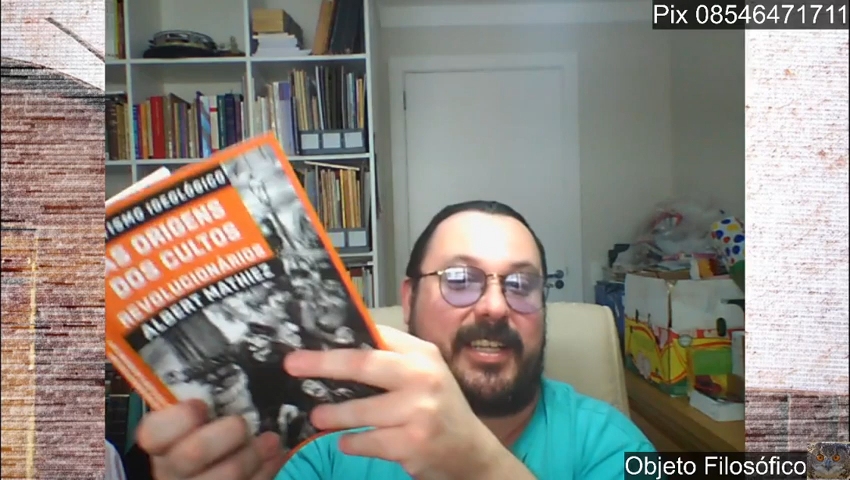 Pix 08546471711
ISMO IDEOLÓGICO
AS ORIGENS
DOS CULTOS
REVOLUCIONÁRIOS
ALBERT MATHIEZ
Objeto Filosófico